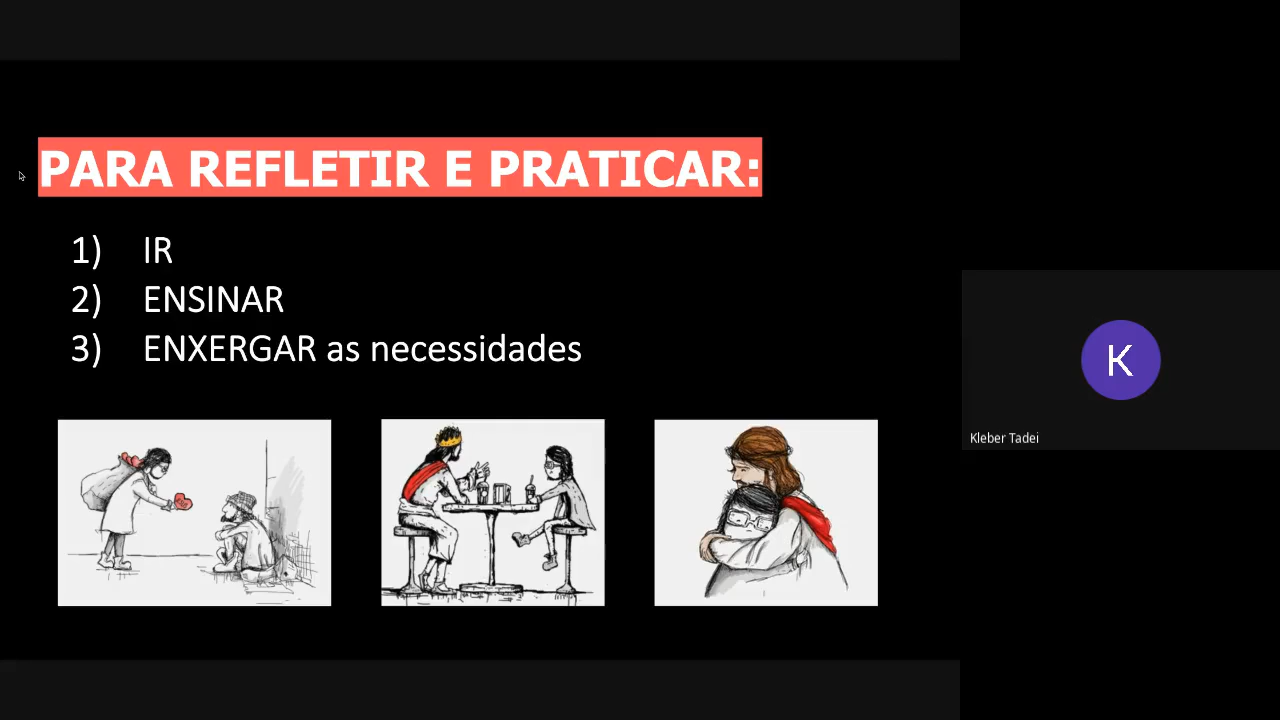 PARA REFLETIR E PRATICAR:
1) IR
2) ENSINAR
3) ENXERGAR as necessidades
K
Kleber Tadei